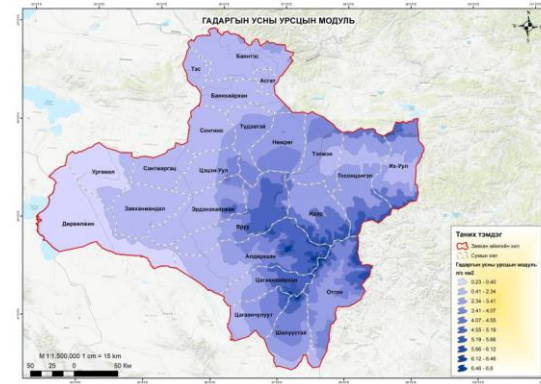 ГАДАРГЫН УСНЫ УРСЦЫН МОДУЛЬ
Баянтэс
Тэс
Асгат
Баянхайрхан
Сонгино
Түдэвтэй
Нөмрөг
Тэлмэн
Их-Уул
Тосонцэнгэл
Ургамал
Сантмаргац
Цэцэн-Уул
Завханмандал
Эрдэнэхайрхан
Идэр
Дөрвөлжин
Яруу
Алдархаан
Цагаанхайрхан
Отгон
Цагаанчулуут
Шилүүстэй
Таних тэмдэг
Завхан аймгийн хил
Сумын хил
Гадаргын усны урсцын модуль
л/с км2
0.23 - 0.40
0.41 - 2.34
2.34 - 3.41
3.41 - 4.07
4.07 - 4.55
4.55 - 5.19
5.19 - 5.66
5.66 - 6.12
6.12 - 6.46
6.46 - 6.8
М 1:1,500,000 1 cm = 15 km
50 25 0 50 Км